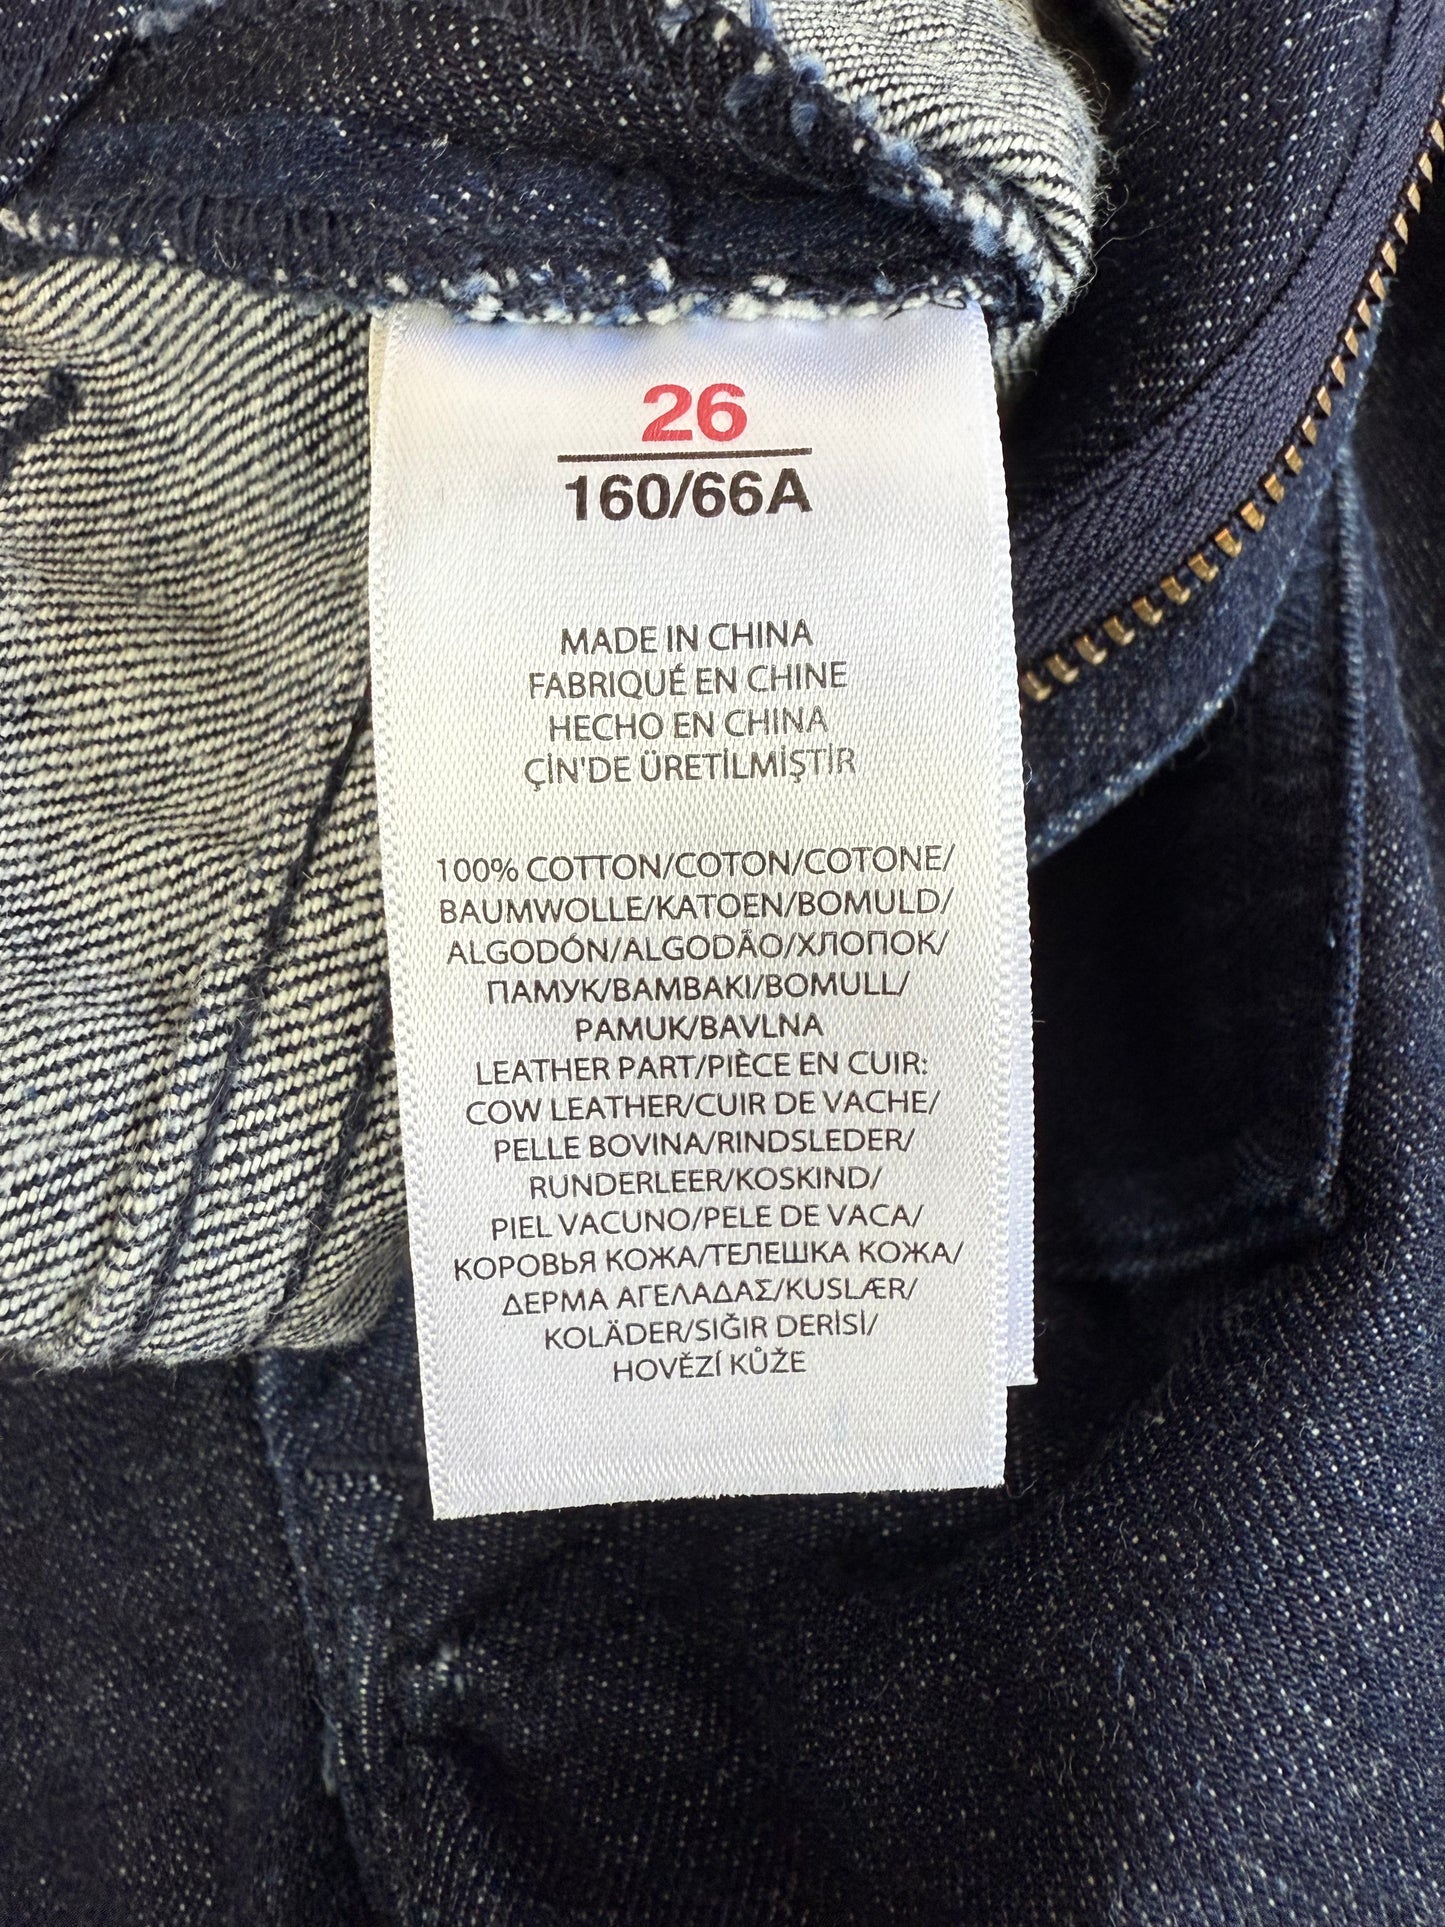 26
160/66A
MADE IN CHINA
FABRIQUÉ EN CHINE
HECHO EN CHINA
ÇİN'DE ÜRETİLMİŞTİR
100% COTTON/COTON/COTONE/
BAUMWOLLE/KATOEN/BOMULD/
ALGODÓN/ALGODÃO/ХЛОПОК/
ПАМУК/BAMBAKI/BOMULL/
PAMUK/BAVLNA
LEATHER PART/PIÈCE EN CUIR:
COW LEATHER/CUIR DE VACHE/
PELLE BOVINA/RINDSLEDER/
RUNDERLEER/KOSKIND/
PIEL VACUNO/PELE DE VACA/
КОРОВЬЯ КОЖА/ТЕЛЕШКА КОЖА/
ΔΕΡΜΑ ΑΓΕΛΑΔΑΣ/KUSLÆR/
KOLÄDER/SIĞIR DERİSİ/
HOVĚZÍ KŮŽE